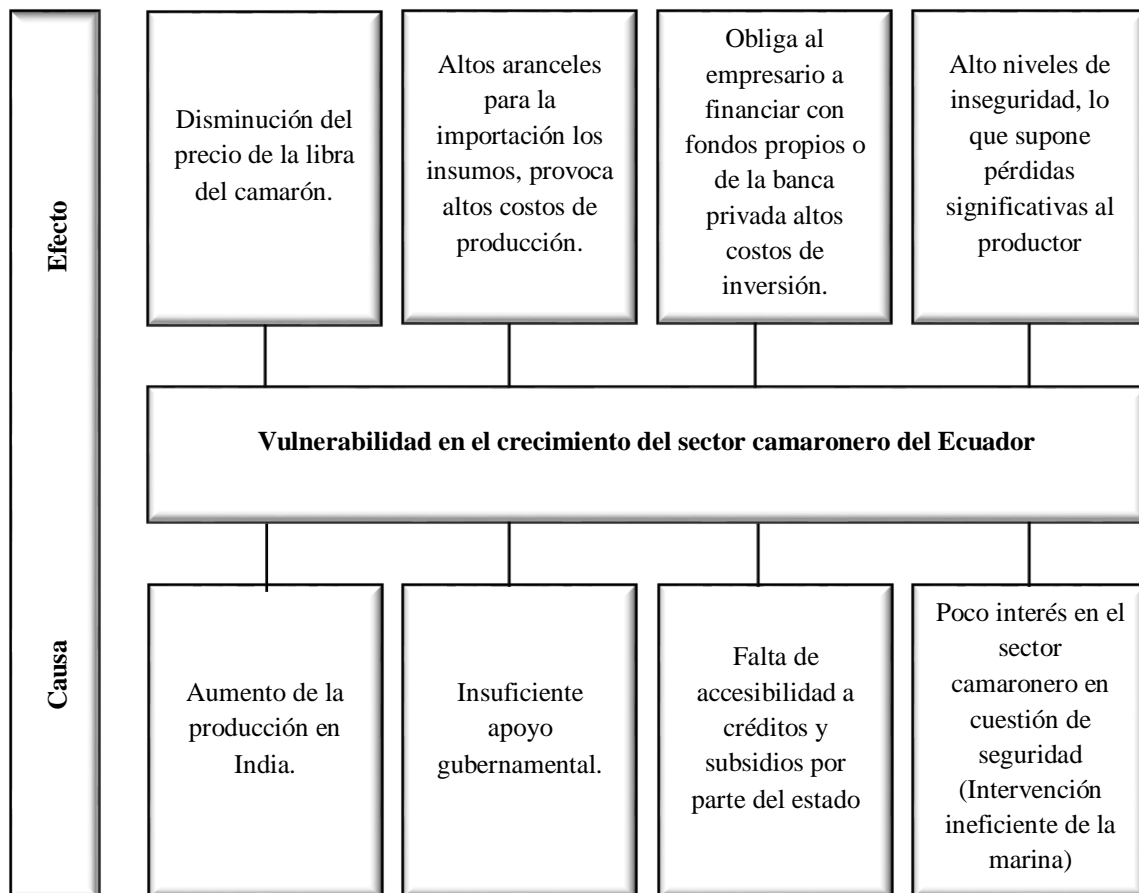 Efecto
Disminución del
precio de la libra
del camarón.
Altos aranceles
para la
importación los
insumos, provoca
altos costos de
producción.
Obliga al
empresario a
financiar con
fondos propios o
de la banca
privada altos
costos de
inversión.
Alto niveles de
inseguridad, lo
que supone
pérdidas
significativas al
productor
Vulnerabilidad en el crecimiento del sector camaronero del Ecuador
Causa
Aumento de la
producción en
India.
Insuficiente
apoyo
gubernamental.
Falta de
accesibilidad a
créditos y
subsidios por
parte del estado
Poco interés en el
sector
camaronero en
cuestión de
seguridad
(Intervención
ineficiente de la
marina)